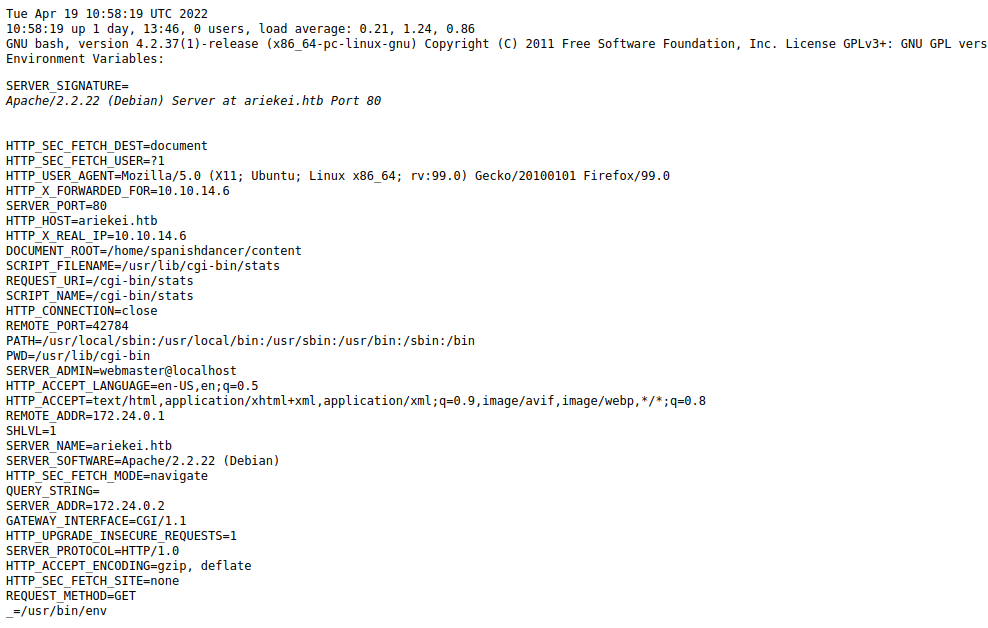 Tue Apr 19 10:58:19 UTC 2022
10:58:19 up 1 day, 13:46, 0 users, load average: 0.21, 1.24, 0.86
GNU bash, version 4.2.37(1)-release (x86_64-pc-linux-gnu) Copyright (C) 2011 Free Software Foundation, Inc. License GPLv3+: GNU GPL vers
Environment Variables:
SERVER_SIGNATURE=
Apache/2.2.22 (Debian) Server at ariekei.htb Port 80
HTTP_SEC_FETCH_DEST=document
HTTP_SEC_FETCH_USER=?1
HTTP_USER_AGENT=Mozilla/5.0 (X11; Ubuntu; Linux x86_64; rv:99.0) Gecko/20100101 Firefox/99.0
HTTP_X_FORWARDED_FOR=10.10.14.6
SERVER_PORT=80
HTTP_HOST=ariekei.htb
HTTP_X_REAL_IP=10.10.14.6
DOCUMENT_ROOT=/home/spanishdancer/content
SCRIPT_FILENAME=/usr/lib/cgi-bin/stats
REQUEST_URI=/cgi-bin/stats
SCRIPT_NAME=/cgi-bin/stats
HTTP_CONNECTION=close
REMOTE_PORT=42784
PATH=/usr/local/sbin:/usr/local/bin:/usr/sbin:/usr/bin:/sbin:/bin
PWD=/usr/lib/cgi-bin
SERVER_ADMIN=webmaster@localhost
HTTP_ACCEPT_LANGUAGE=en-US,en;q=0.5
HTTP_ACCEPT=text/html,application/xhtml+xml,application/xml;q=0.9,image/avif,image/webp,*/*;q=0.8
REMOTE_ADDR=172.24.0.1
SHLVL=1
SERVER_NAME=ariekei.htb
SERVER_SOFTWARE=Apache/2.2.22 (Debian)
HTTP_SEC_FETCH_MODE=navigate
QUERY_STRING=
SERVER_ADDR=172.24.0.2
GATEWAY_INTERFACE=CGI/1.1
HTTP_UPGRADE_INSECURE_REQUESTS=1
SERVER_PROTOCOL=HTTP/1.0
HTTP_ACCEPT_ENCODING=gzip, deflate
HTTP_SEC_FETCH_SITE=none
REQUEST_METHOD=GET
_=/usr/bin/env